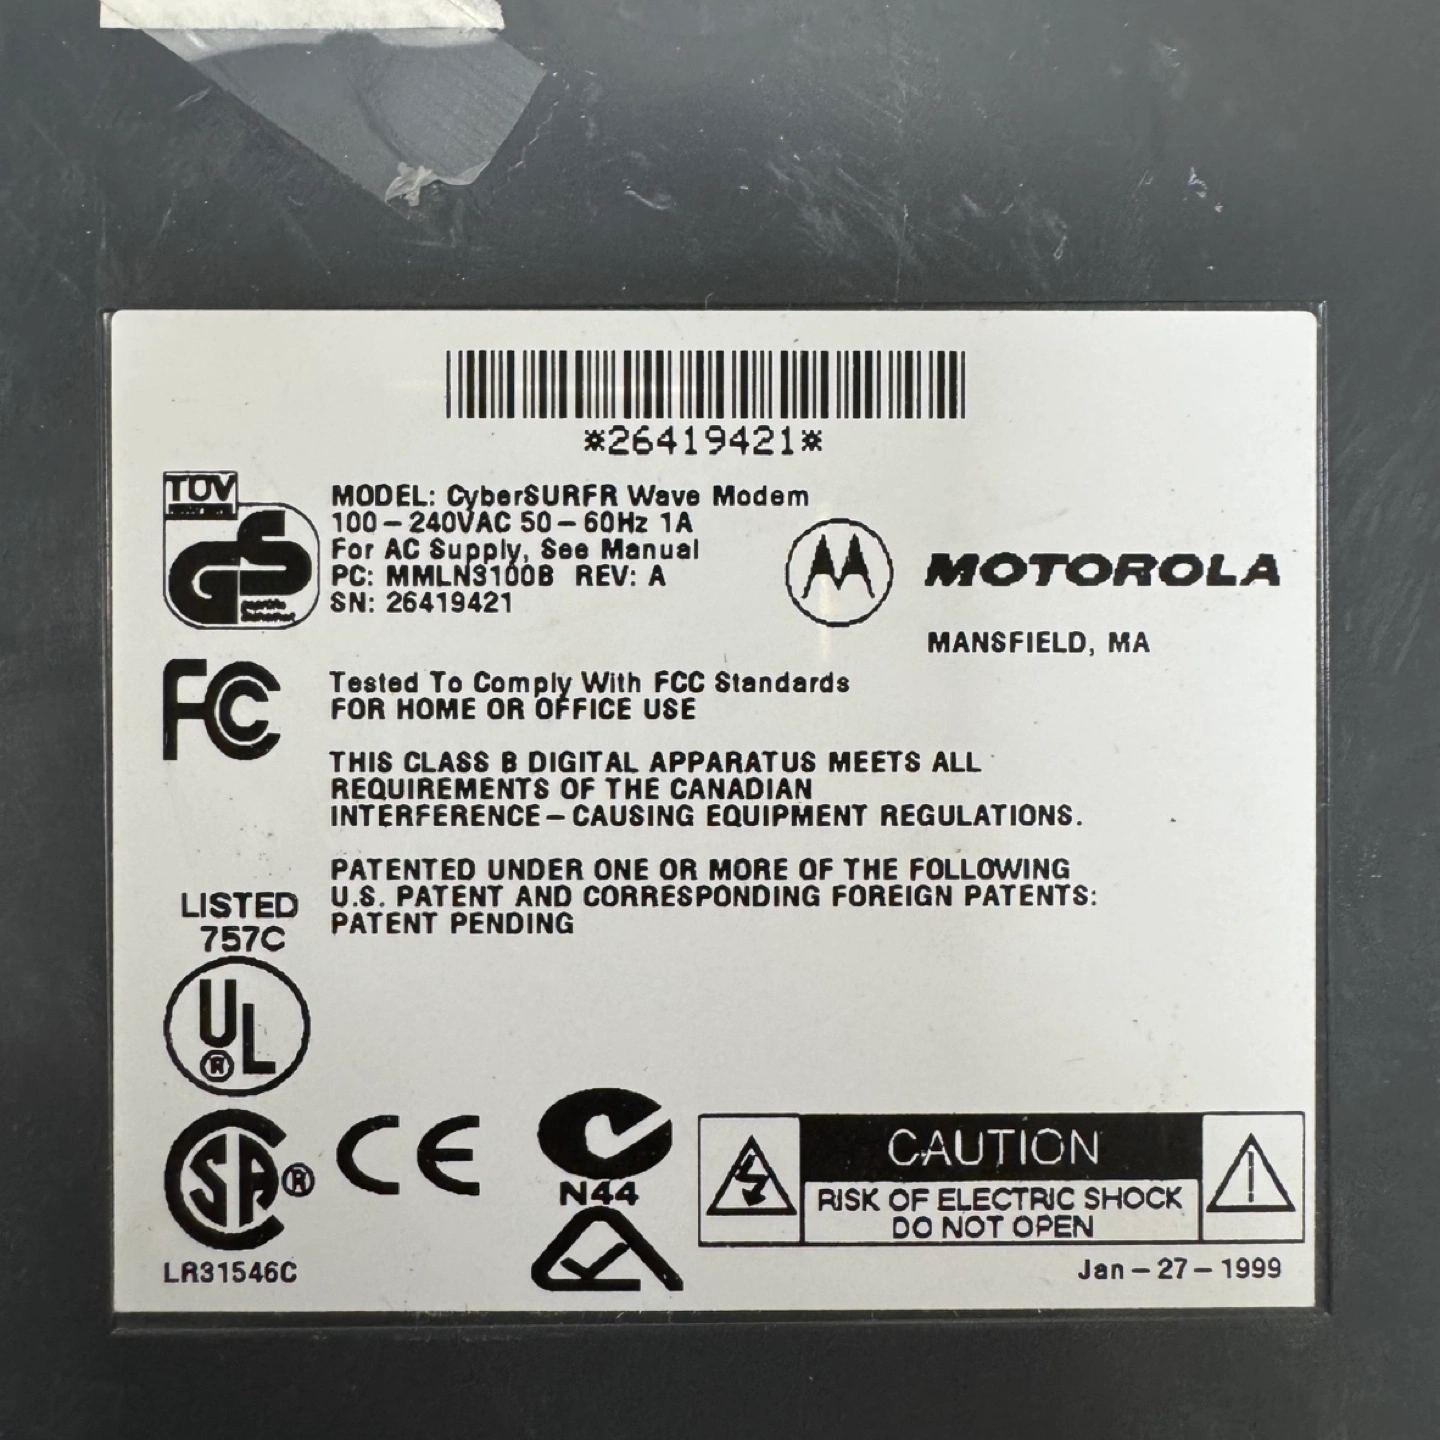 *26419421*
TÜV
MODEL: CyberSURFR Wave Modem
100-240VAC 50-60Hz 1A
For AC Supply, See Manual
PC: MMLN3100B REV: A
SN: 26419421
GS
MOTOROLA
MANSFIELD, MA
FC
Tested To Comply With FCC Standards
FOR HOME OR OFFICE USE
THIS CLASS B DIGITAL APPARATUS MEETS ALL
REQUIREMENTS OF THE CANADIAN
INTERFERENCE-CAUSING EQUIPMENT REGULATIONS.
PATENTED UNDER ONE OR MORE OF THE FOLLOWING
U.S. PATENT AND CORRESPONDING FOREIGN PATENTS:
PATENT PENDING
LISTED
757C
UL®
SA®
LR31546C
CE
N44
CAUTION
RISK OF ELECTRIC SHOCK
DO NOT OPEN
Jan-27-1999